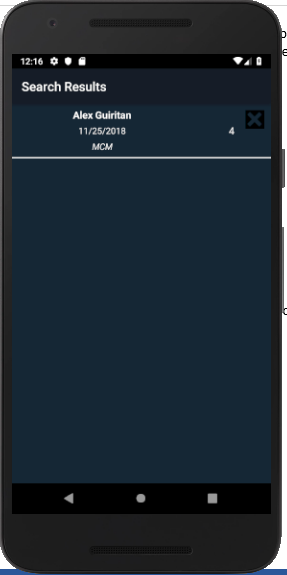 12:16
Search Results
Alex Guiritan
11/25/2018
4
MCM